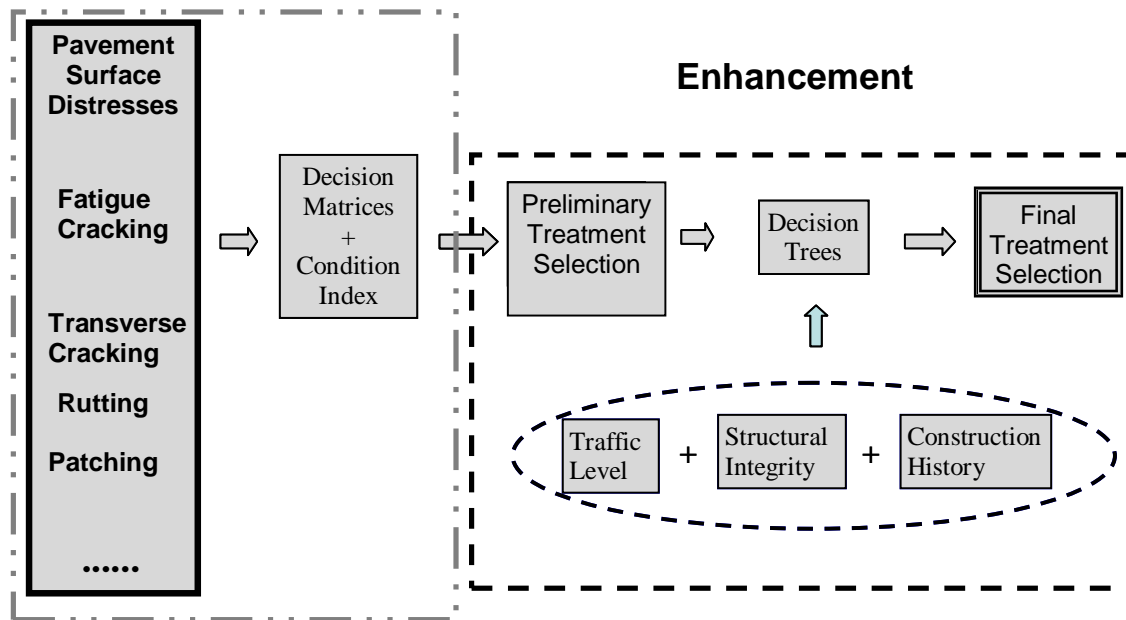 Pavement
Surface
Distresses
Fatigue
Cracking
Transverse
Cracking
Rutting
Patching
......
Decision
Matrices
+
Condition
Index
Enhancement
Preliminary
Treatment
Selection
Decision
Trees
Final
Treatment
Selection
Traffic
Level
+
Structural
Integrity
+
Construction
History